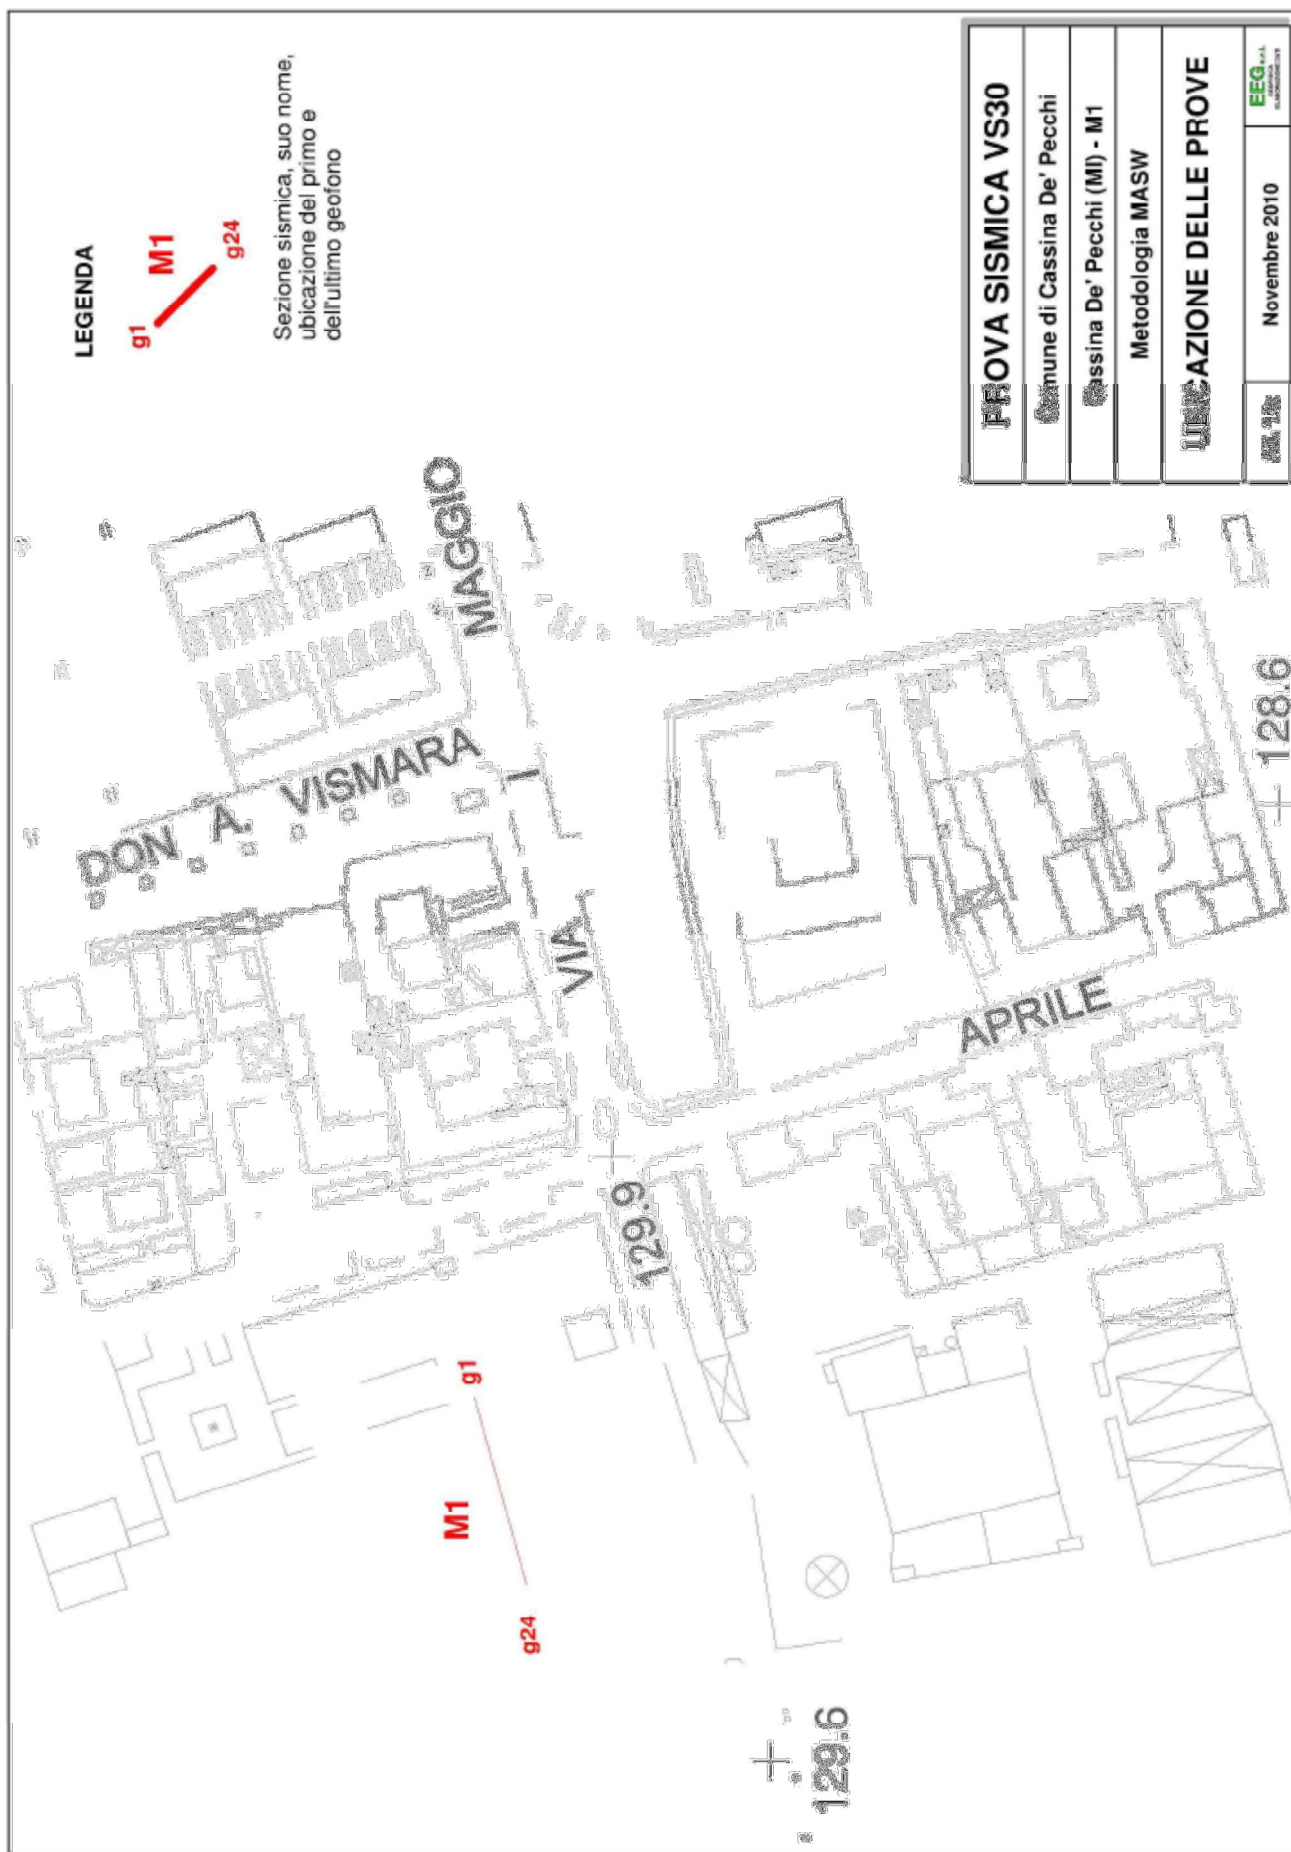 LEGENDA
g1
M1
g24
Sezione sismica, suo nome,
ubicazione del primo e
dell'ultimo geofono
DON A. VISMARA
VIA I MAGGIO
APRILE
129.9
128.6
129.6
g1
M1
g24
PROVA SISMICA VS30
Comune di Cassina De' Pecchi
Cassina De' Pecchi (MI) - M1
Metodologia MASW
UBICAZIONE DELLE PROVE
Novembre 2010
EEG s.r.l.